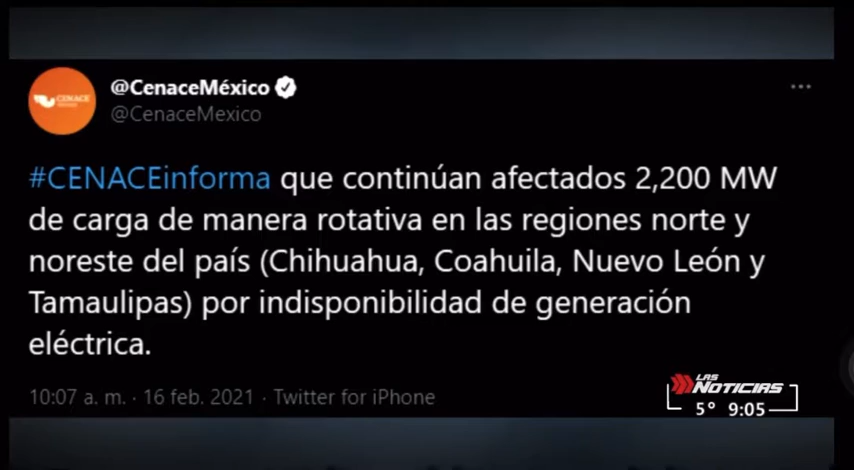 @CenaceMéxico
@CenaceMexico
CENACE
#CENACEinforma que continúan afectados 2,200 MW
de carga de manera rotativa en las regiones norte y
noreste del país (Chihuahua, Coahuila, Nuevo León y
Tamaulipas) por indisponibilidad de generación
eléctrica.
10:07 a. m. · 16 feb. 2021 · Twitter for iPhone
LAS
NOTICIAS
5° 9:05